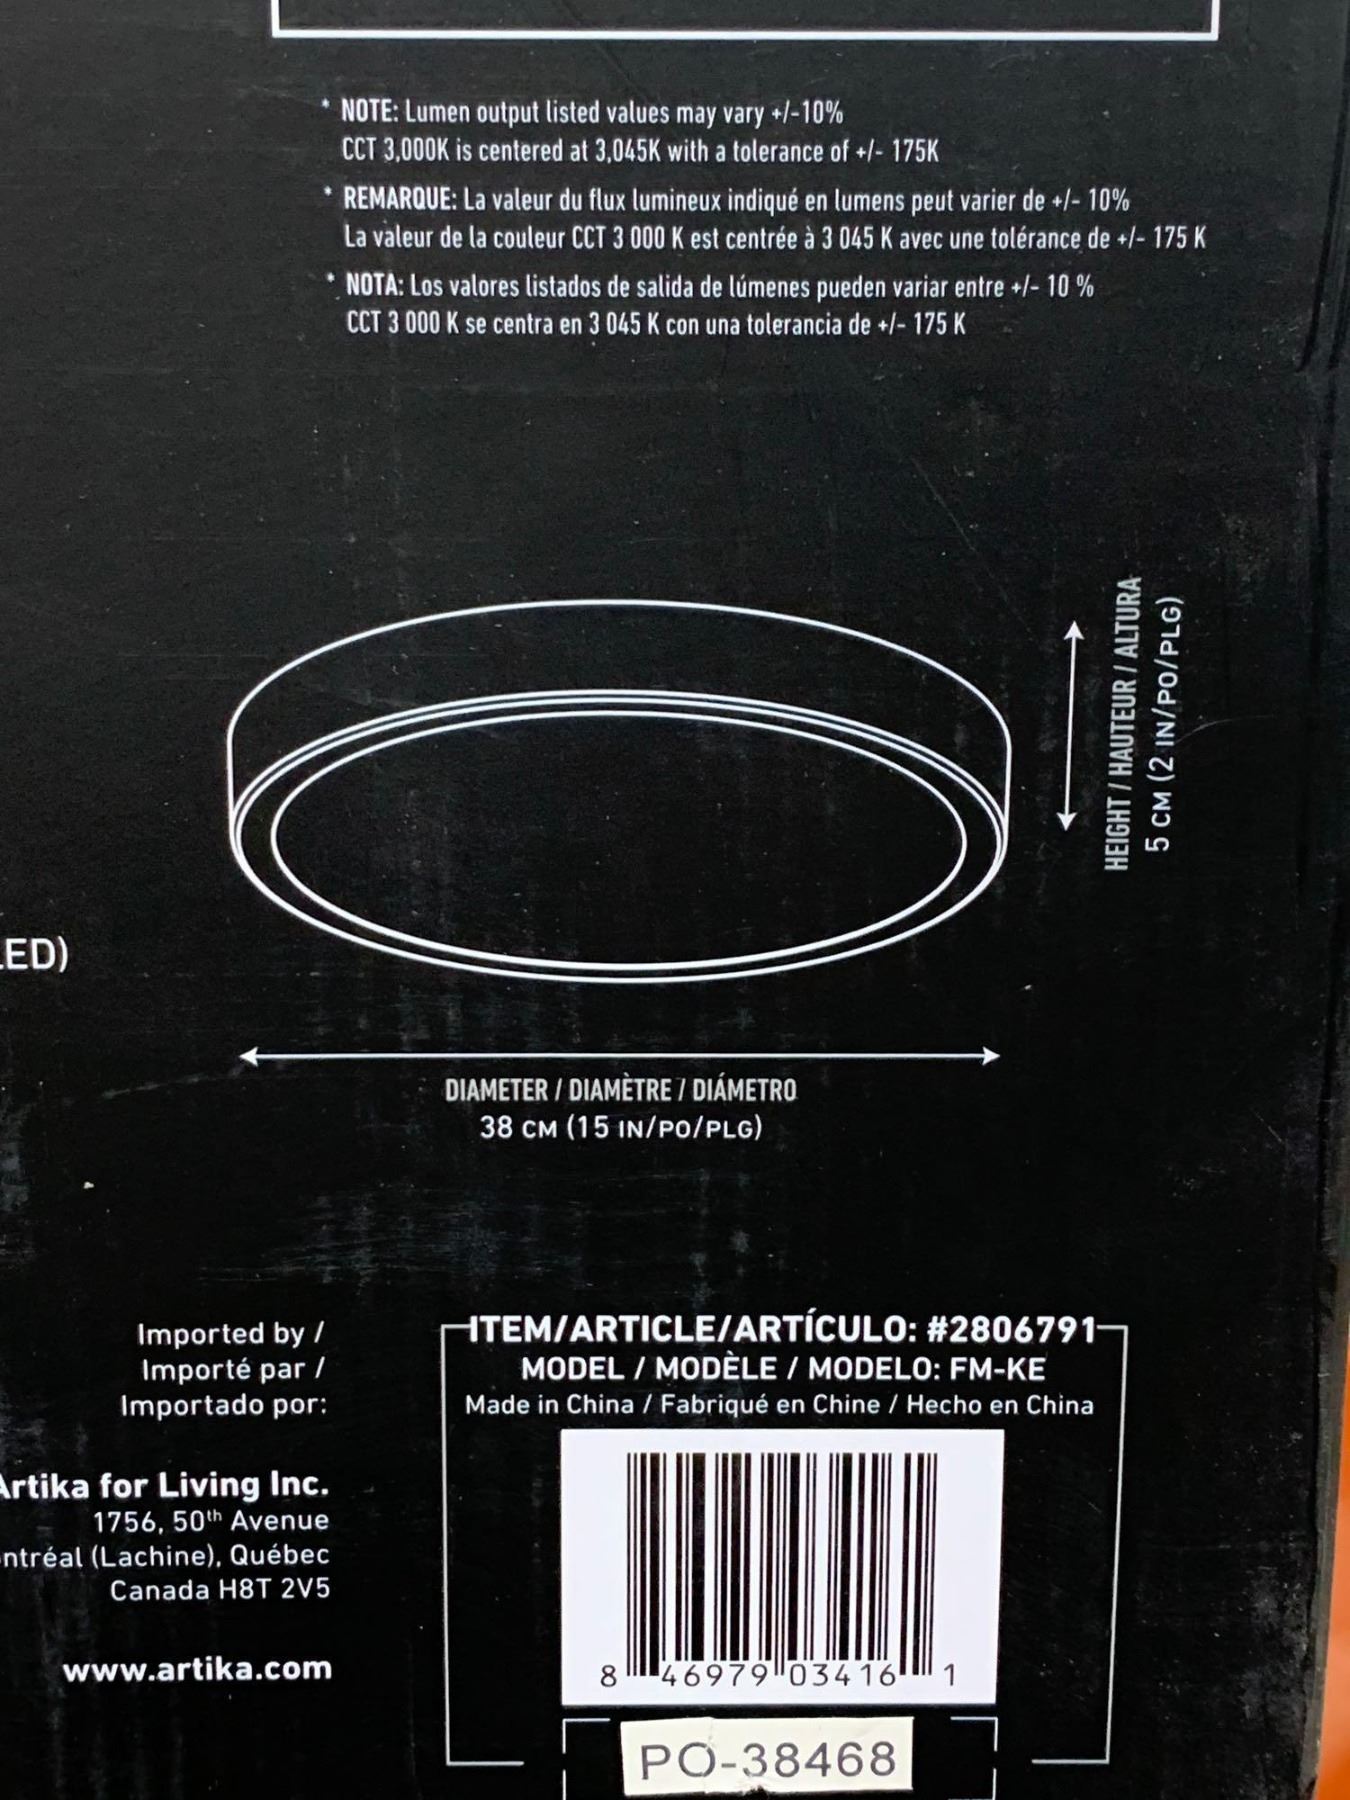 * NOTE: Lumen output listed values may vary +/-10%
CCT 3,000K is centered at 3,045K with a tolerance of +/- 175K
* REMARQUE: La valeur du flux lumineux indiqué en lumens peut varier de +/- 10%
La valeur de la couleur CCT 3 000 K est centrée à 3 045 K avec une tolérance de +/- 175 K
* NOTA: Los valores listados de salida de lúmenes pueden variar entre +/- 10 %
CCT 3 000 K se centra en 3 045 K con una tolerancia de +/- 175 K
HEIGHT / HAUTEUR / ALTURA
5 CM (2 IN/PO/PLG)
LED)
DIAMETER / DIAMÈTRE / DIÁMETRO
38 CM (15 IN/PO/PLG)
Imported by /
Importé par /
Importado por:
Artika for Living Inc.
1756, 50th Avenue
ntréal (Lachine), Québec
Canada H8T 2V5
www.artika.com
ITEM/ARTICLE/ARTÍCULO: #2806791
MODEL / MODÈLE / MODELO: FM-KE
Made in China / Fabriqué en Chine / Hecho en China
8 46979 03416 1
PO-38468